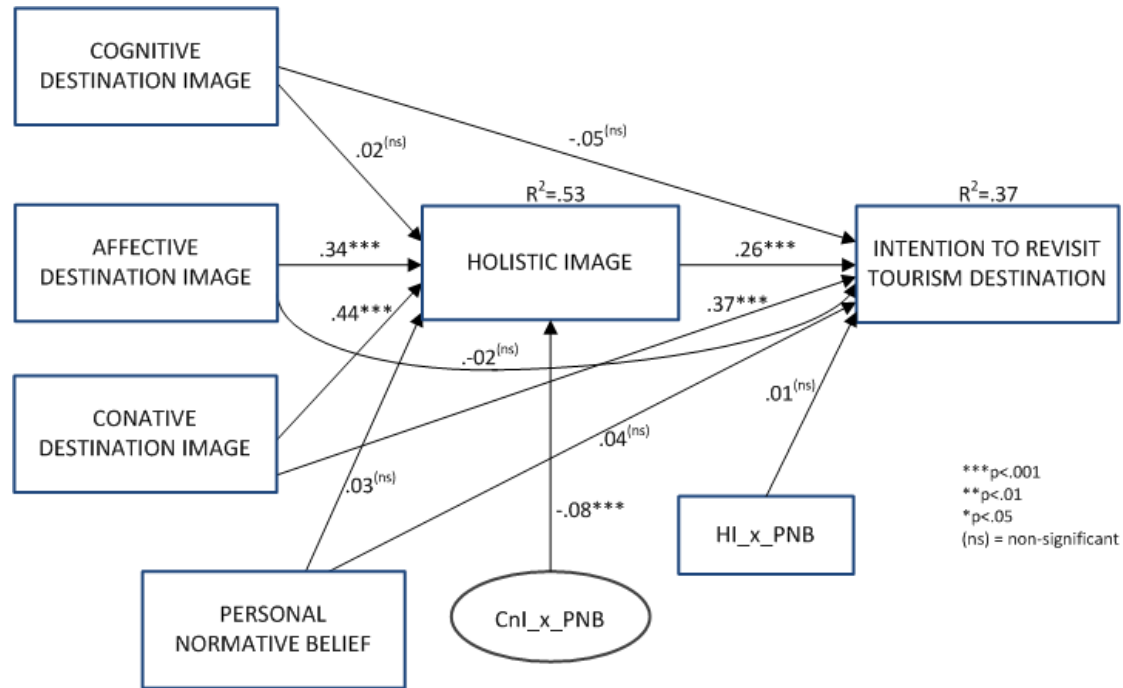 COGNITIVE
DESTINATION IMAGE
-.05(ns)
.02(ns)
R2=.53
R2=.37
AFFECTIVE
DESTINATION IMAGE
.34***
HOLISTIC IMAGE
.26***
INTENTION TO REVISIT
TOURISM DESTINATION
.44***
.37***
.-02(ns)
CONATIVE
DESTINATION IMAGE
.01(ns)
.04(ns)
.03(ns)
-.08***
HI_x_PNB
***p<.001
**p<.01
*p<.05
(ns) = non-significant
PERSONAL
NORMATIVE BELIEF
CnI_x_PNB